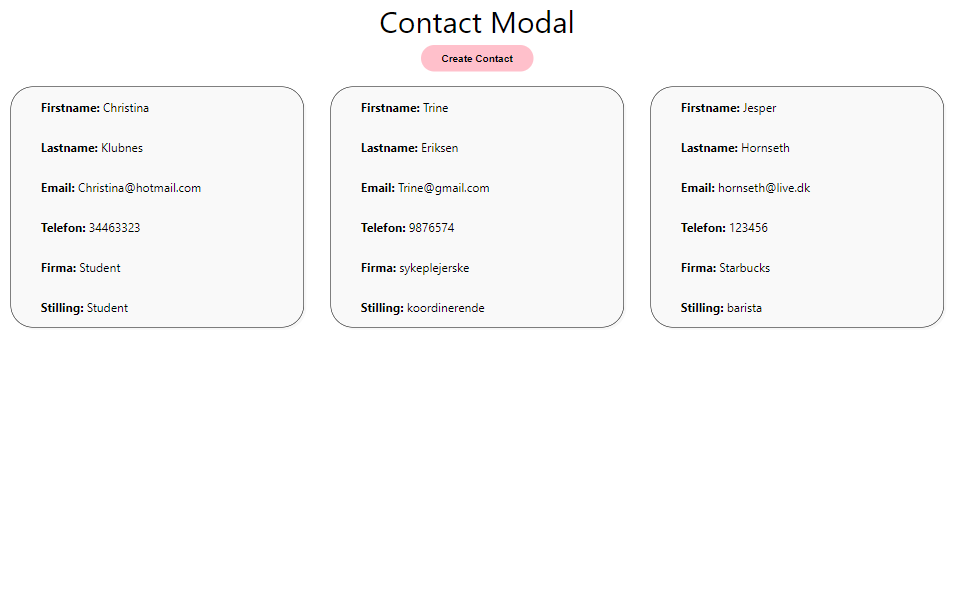 Contact Modal
Create Contact
Firstname: Christina
Lastname: Klubnes
Email: Christina@hotmail.com
Telefon: 34463323
Firma: Student
Stilling: Student
Firstname: Trine
Lastname: Eriksen
Email: Trine@gmail.com
Telefon: 9876574
Firma: sykeplejerske
Stilling: koordinerende
Firstname: Jesper
Lastname: Hornseth
Email: hornseth@live.dk
Telefon: 123456
Firma: Starbucks
Stilling: barista